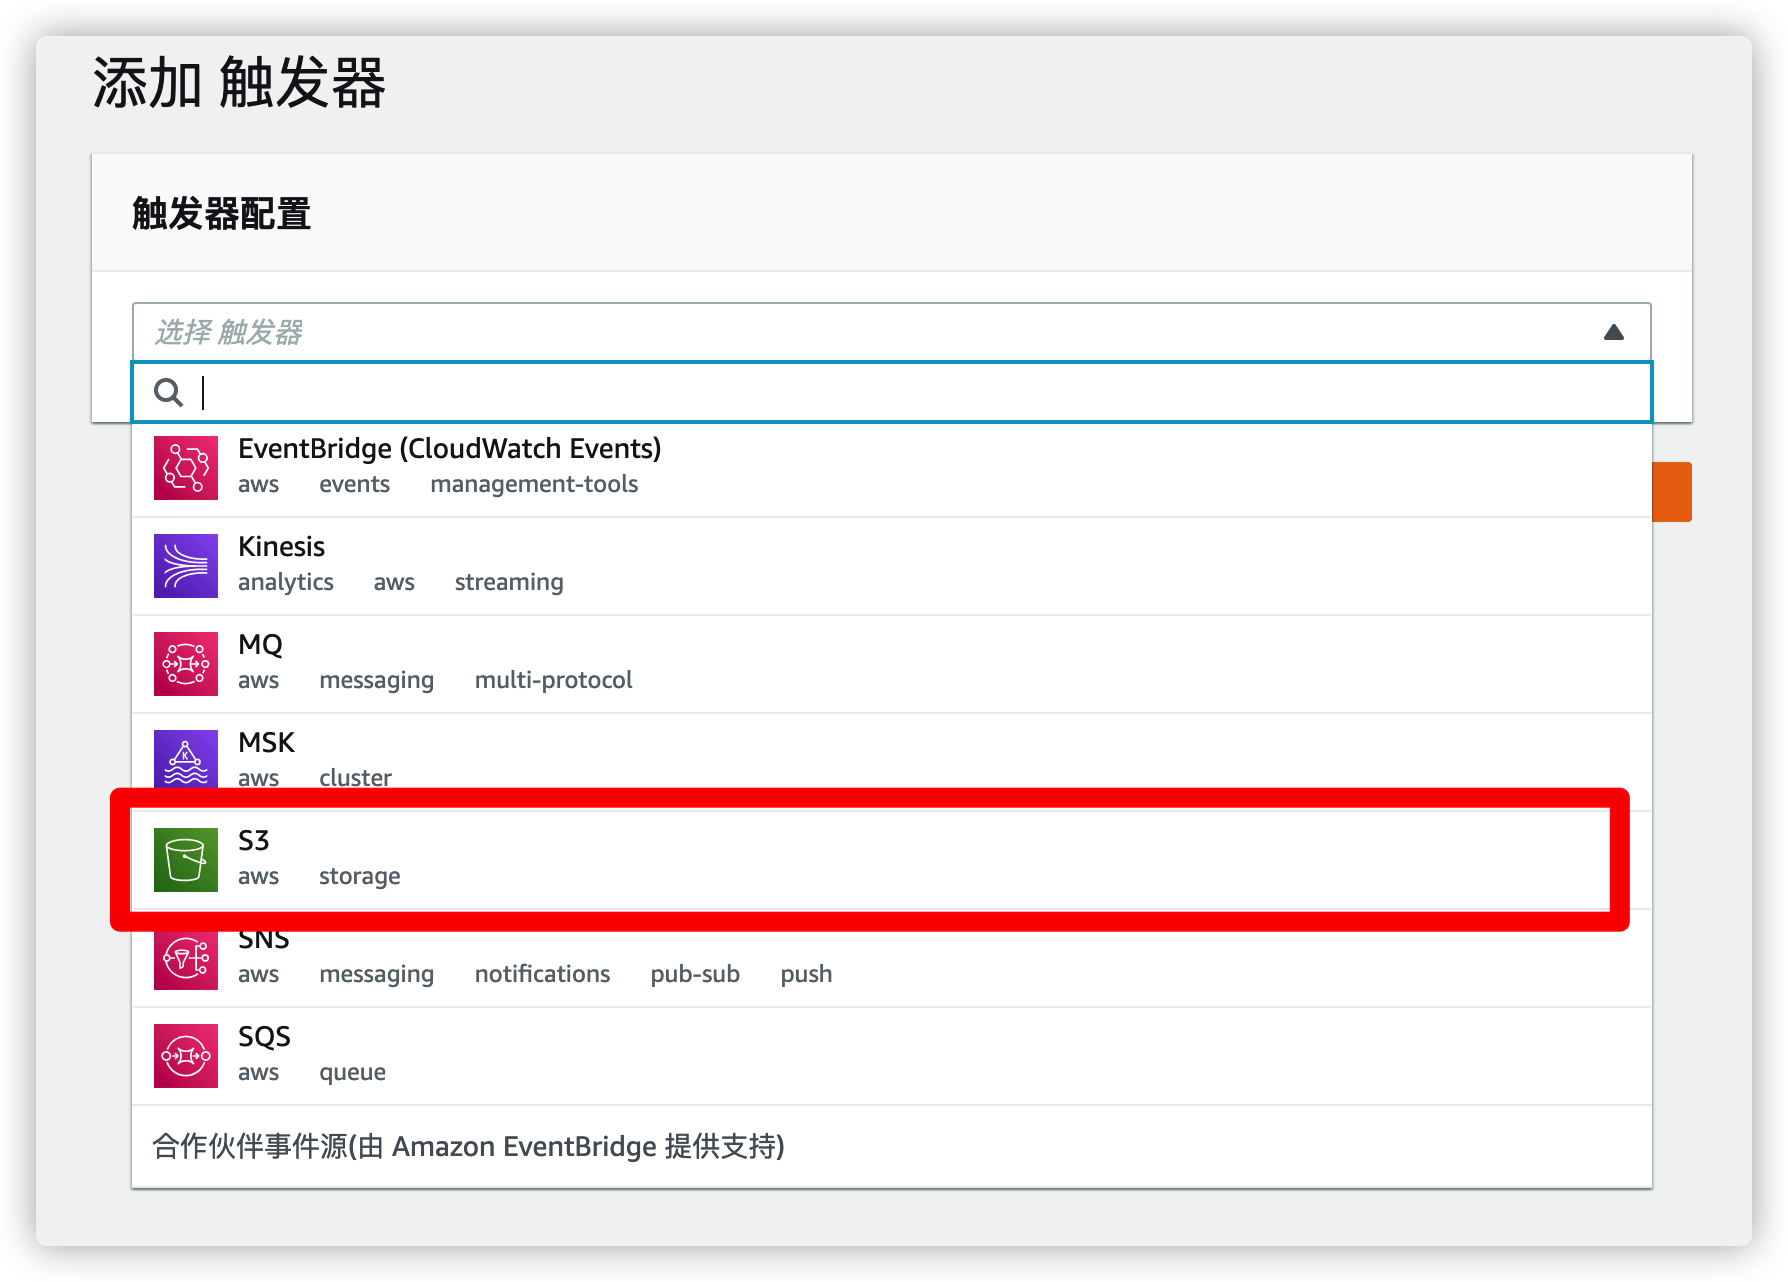 添加 触发器
触发器配置
选择 触发器
EventBridge (CloudWatch Events)
aws events management-tools
Kinesis
analytics aws streaming
MQ
aws messaging multi-protocol
MSK
aws cluster
S3
aws storage
SNS
aws messaging notifications pub-sub push
SQS
aws queue
合作伙伴事件源(由 Amazon EventBridge 提供支持)